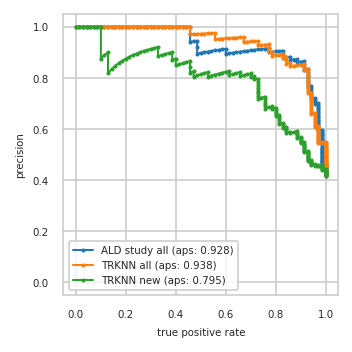 precision
1.0
0.8
0.6
0.4
0.2
0.0
ALD study all (aps: 0.928)
TRKNN all (aps: 0.938)
TRKNN new (aps: 0.795)
0.0 0.2 0.4 0.6 0.8 1.0
true positive rate